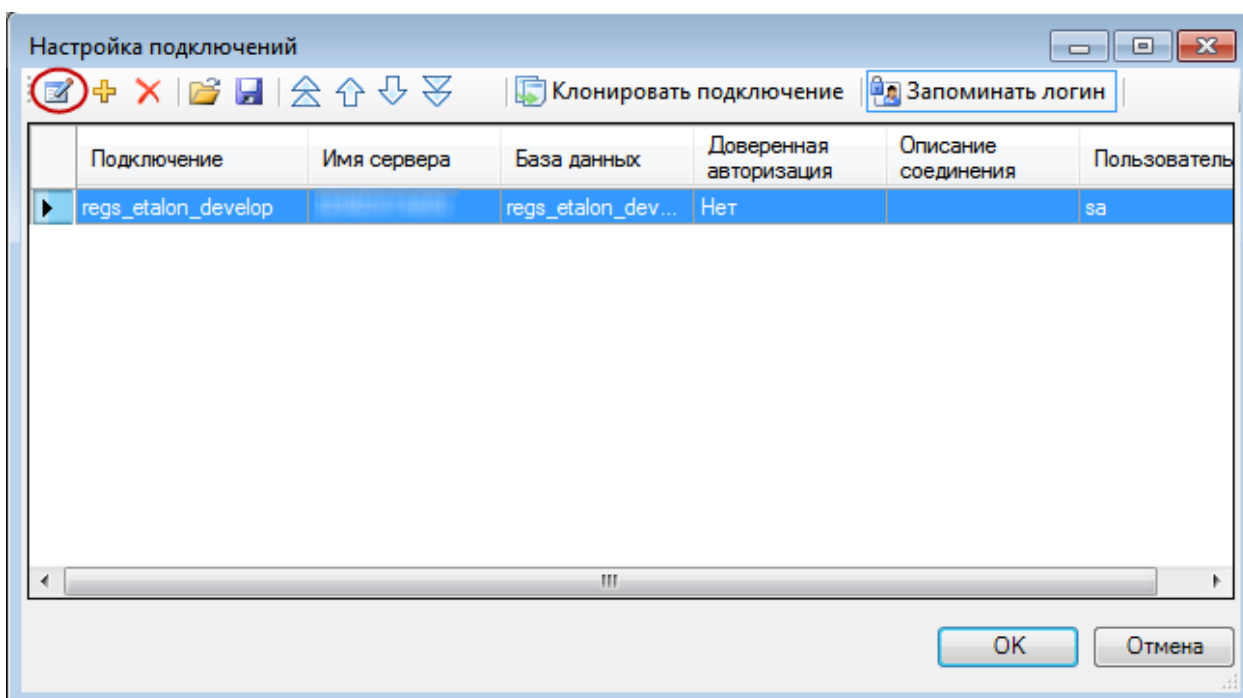 Настройка подключений
Клонировать подключение Запоминать логин
Подключение Имя сервера База данных Доверенная авторизация Описание соединения Пользователь
regs_etalon_develop regs_etalon_dev... Нет sa
OK Отмена